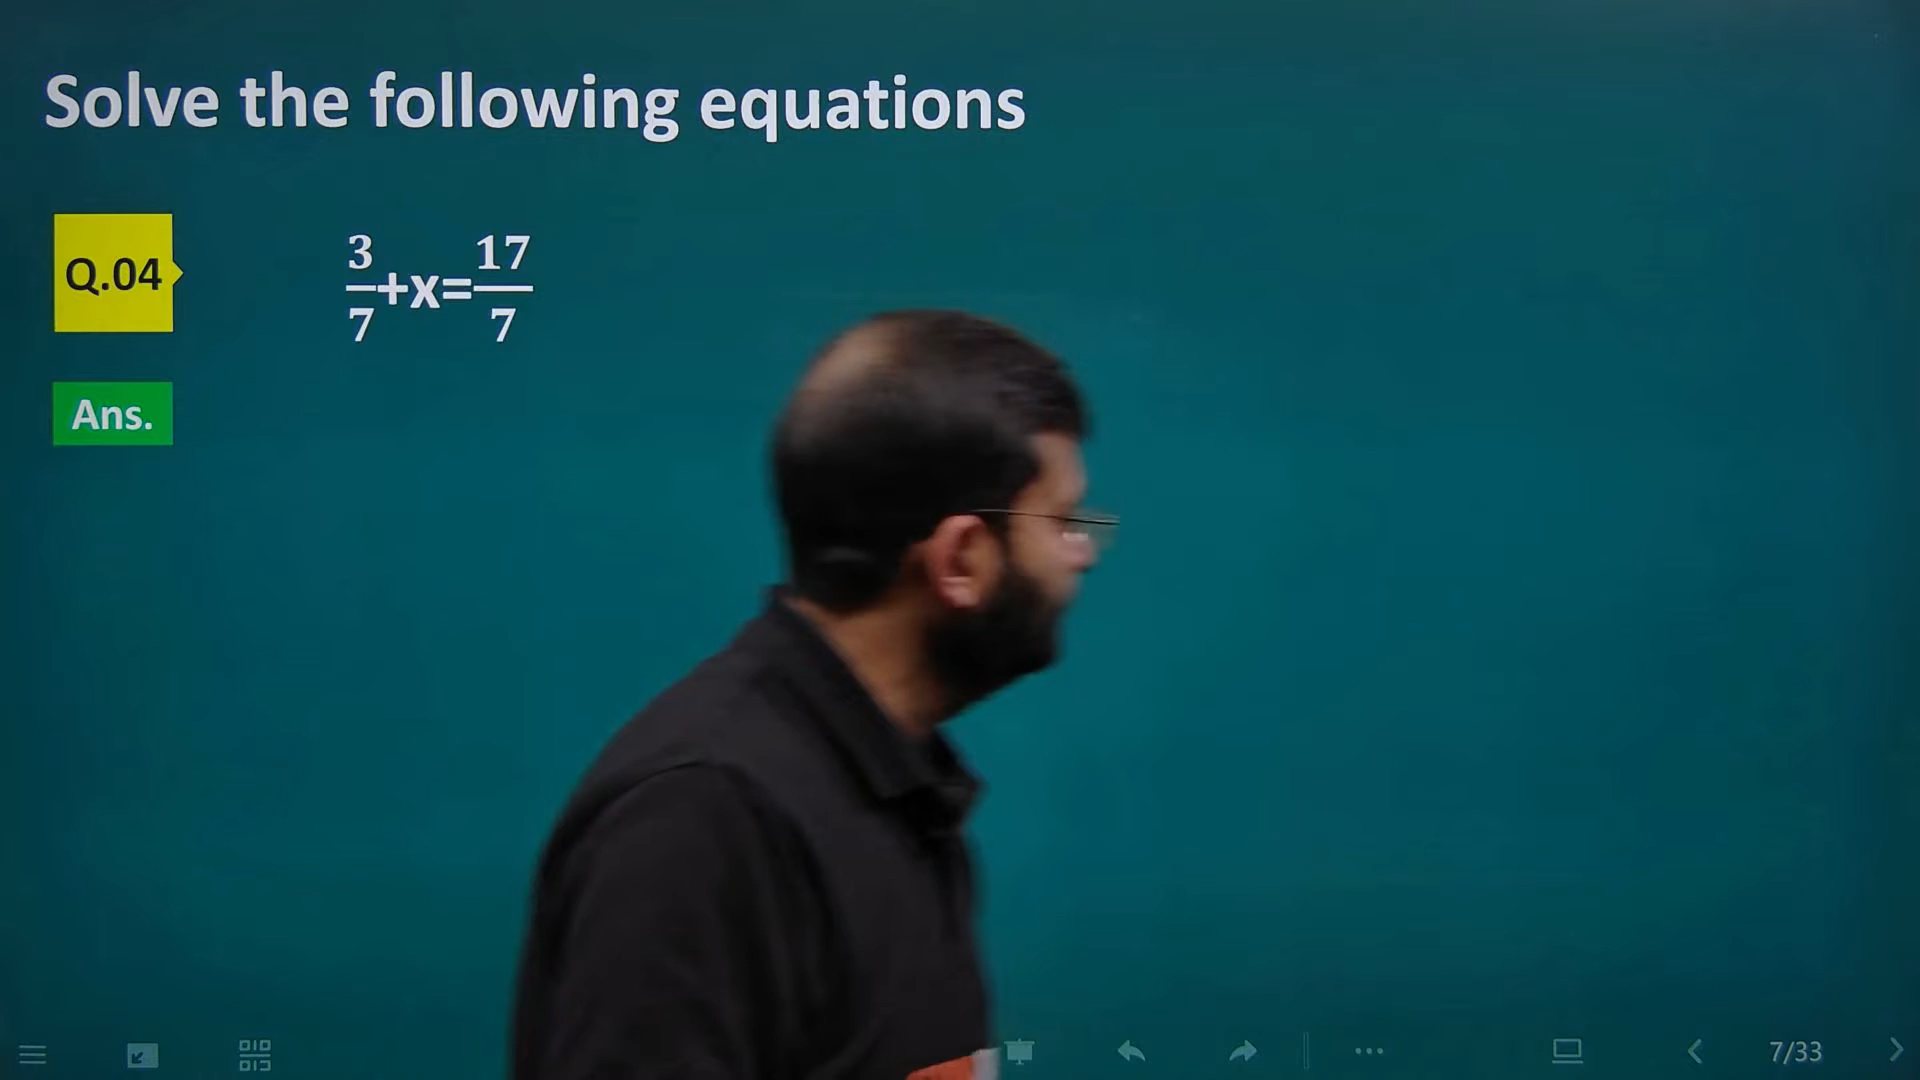 Solve the following equations
Q.04
3/7+x=17/7
Ans.
7/33